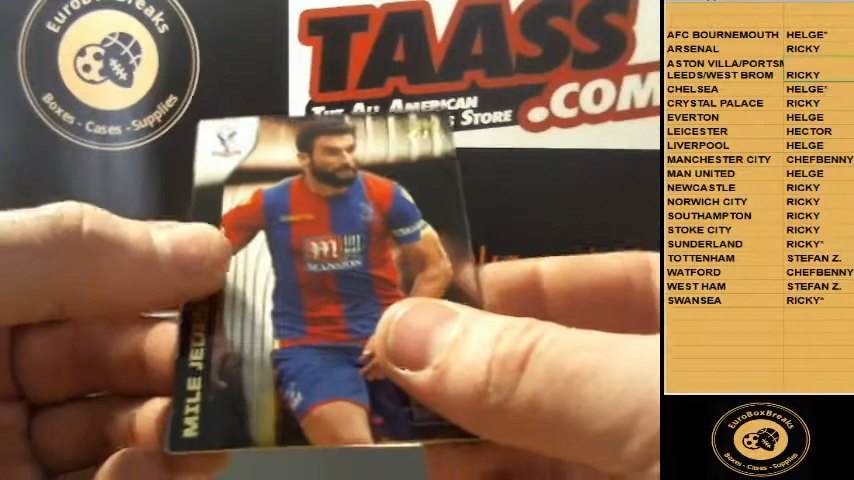 EuroBoxBreaks
Boxes - Cases - Supplies
TAASS
.COM
THE ALL AMERICAN
STORE
MANSION
MILE JEDI
AFC BOURNEMOUTH HELGE*
ARSENAL RICKY
ASTON VILLA/PORTSM
LEEDS/WEST BROM RICKY
CHELSEA HELGE*
CRYSTAL PALACE RICKY
EVERTON HELGE
LEICESTER HECTOR
LIVERPOOL HELGE
MANCHESTER CITY CHEFBENNY
MAN UNITED HELGE
NEWCASTLE RICKY
NORWICH CITY RICKY
SOUTHAMPTON RICKY
STOKE CITY RICKY
SUNDERLAND RICKY*
TOTTENHAM STEFAN Z.
WATFORD CHEFBENNY
WEST HAM STEFAN Z.
SWANSEA RICKY*
EuroBoxBreaks
Boxes - Cases - Supplies